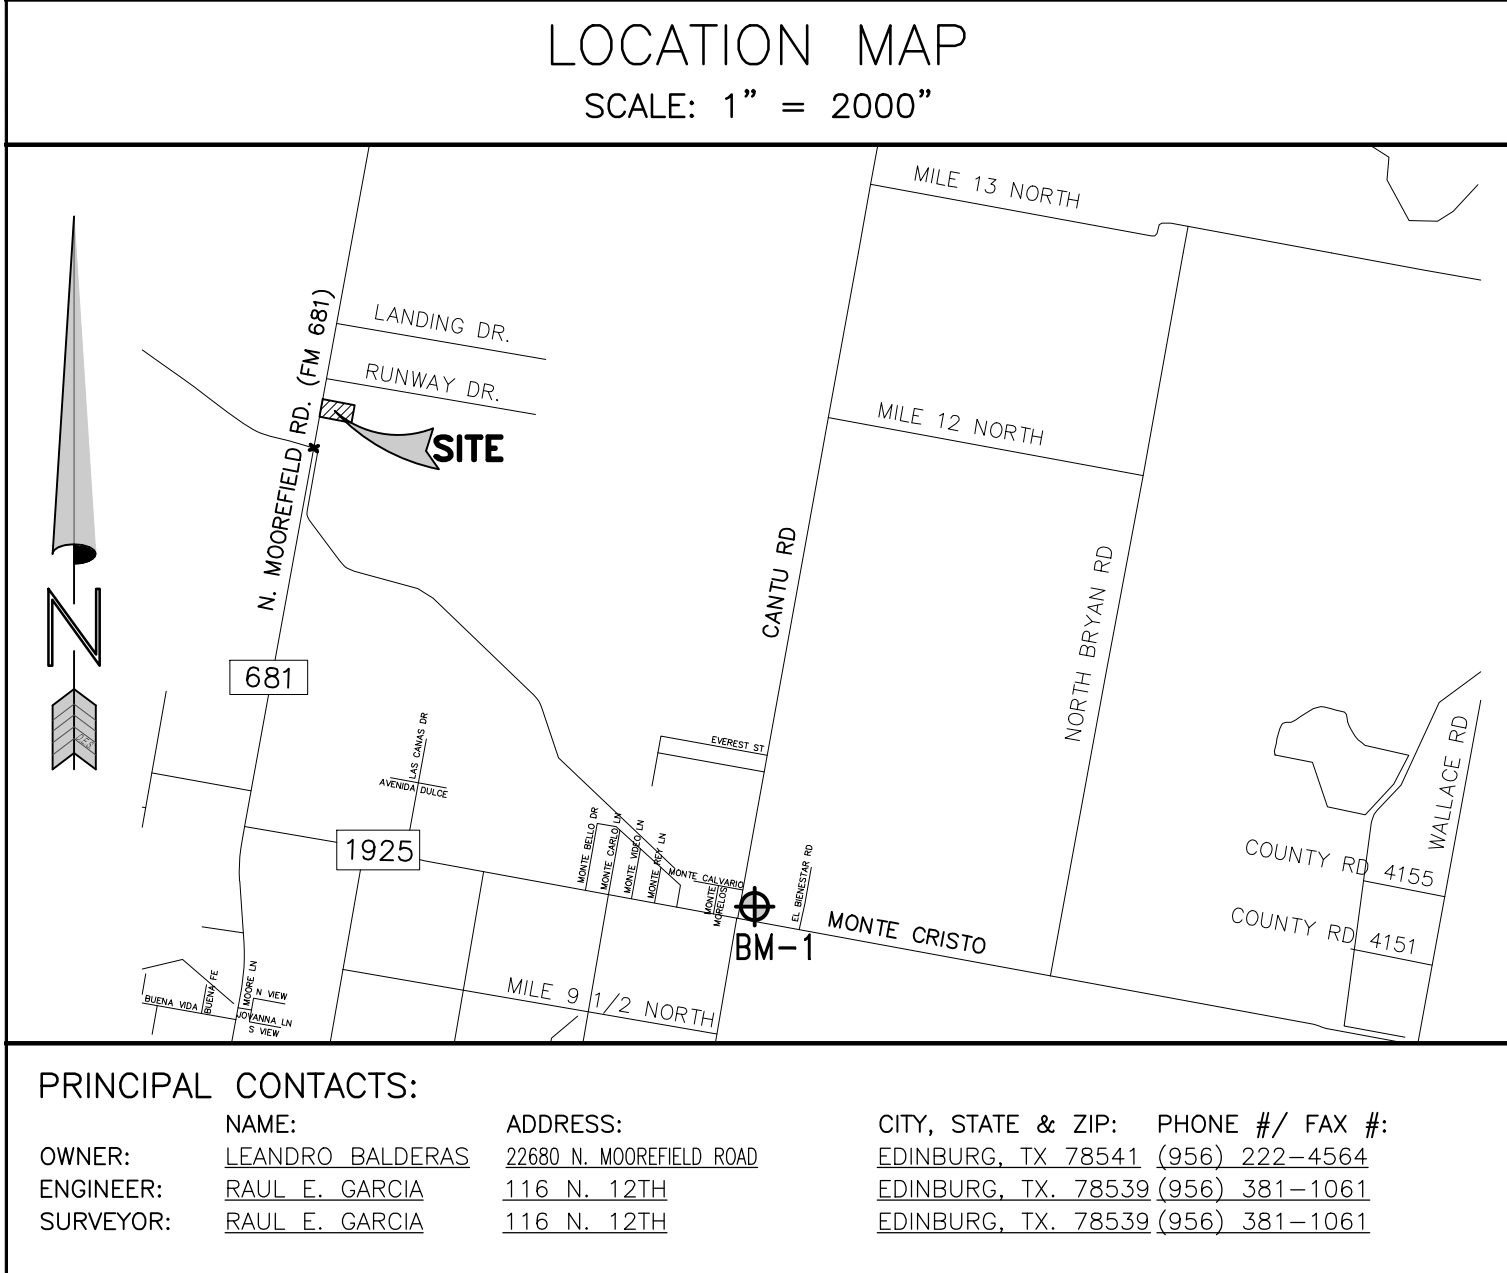 LOCATION MAP
SCALE: 1" = 2000"
MILE 13 NORTH
LANDING DR.
RUNWAY DR.
N. MOOREFIELD RD. (FM 681)
SITE
MILE 12 NORTH
CANTU RD
NORTH BRYAN RD
N
681
LAS CANAS DR
AVENIDA DULCE
EVEREST ST
WALLACE RD
1925
MONTE BELLO DR
MONTE CARLO LN
MONTE VIDEO LN
MONTE REY LN
MONTE CALVARIO
MONTE
MORELOS
EL BIENESTAR RD
COUNTY RD 4155
COUNTY RD 4151
BM-1
MONTE CRISTO
MILE 9 1/2 NORTH
BUENA VIDA
BUENA FE
MOORE LN
N VIEW
JOVANNA LN
S VIEW
PRINCIPAL CONTACTS:
NAME: ADDRESS: CITY, STATE & ZIP: PHONE #/ FAX #:
OWNER: LEANDRO BALDERAS 22680 N. MOOREFIELD ROAD EDINBURG, TX 78541 (956) 222-4564
ENGINEER: RAUL E. GARCIA 116 N. 12TH EDINBURG, TX. 78539 (956) 381-1061
SURVEYOR: RAUL E. GARCIA 116 N. 12TH EDINBURG, TX. 78539 (956) 381-1061